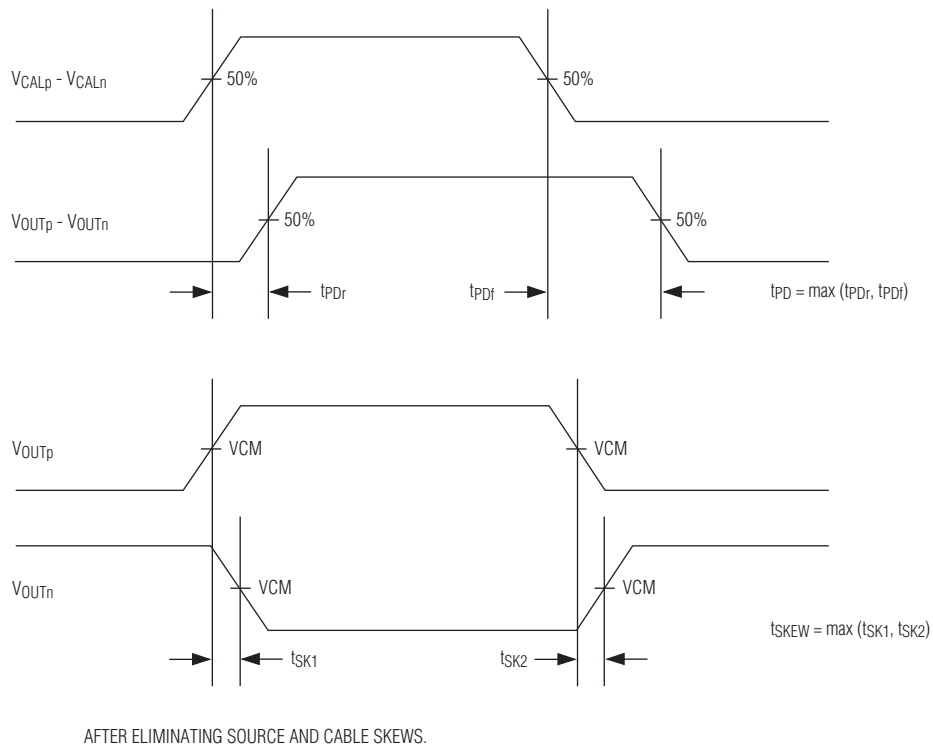 VCALp - VCALn
50%
50%
VOUTp - VOUTn
50%
50%
tPDr
tPDf
tPD = max (tPDr, tPDf)
VOUTp
VCM
VCM
VOUTn
VCM
VCM
tSK1
tSK2
tSKEW = max (tSK1, tSK2)
AFTER ELIMINATING SOURCE AND CABLE SKEWS.